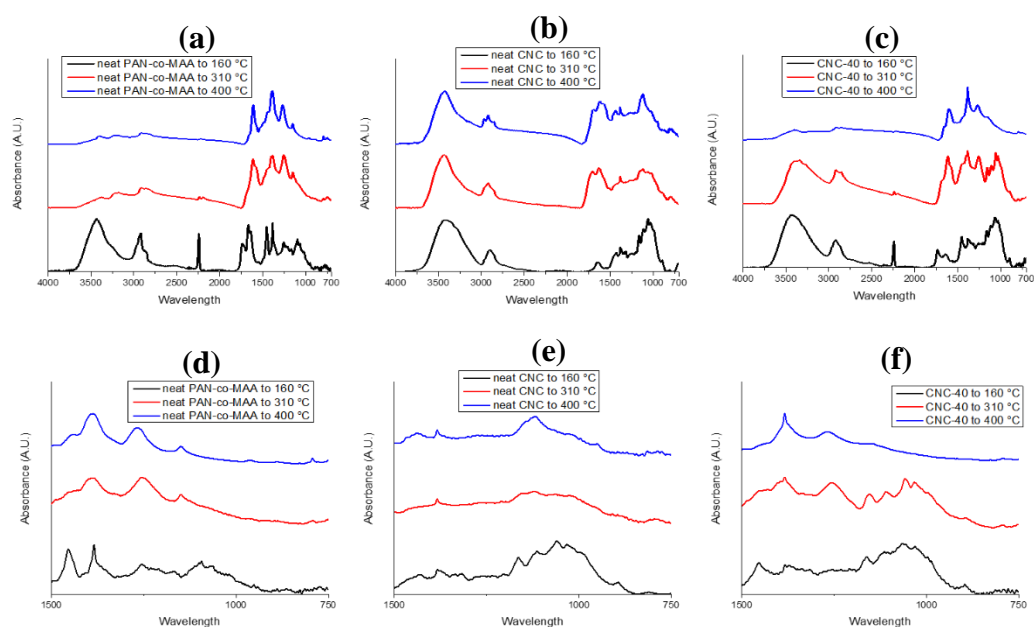 (a)
neat PAN-co-MAA to 160 °C
neat PAN-co-MAA to 310 °C
neat PAN-co-MAA to 400 °C
Absorbance (A.U.)
4000 3500 3000 2500 2000 1500 1000 700
Wavelength
(b)
neat CNC to 160 °C
neat CNC to 310 °C
neat CNC to 400 °C
Absorbance (A.U.)
4000 3500 3000 2500 2000 1500 1000 700
Wavelength
(c)
CNC-40 to 160 °C
CNC-40 to 310 °C
CNC-40 to 400 °C
Absorbance (A.U.)
4000 3500 3000 2500 2000 1500 1000 700
Wavelength
(d)
neat PAN-co-MAA to 160 °C
neat PAN-co-MAA to 310 °C
neat PAN-co-MAA to 400 °C
Absorbance (A.U.)
1500 1000 750
Wavelength
(e)
neat CNC to 160 °C
neat CNC to 310 °C
neat CNC to 400 °C
Absorbance (A.U.)
1500 1000 750
Wavelength
(f)
CNC-40 to 160 °C
CNC-40 to 310 °C
CNC-40 to 400 °C
Absorbance (A.U.)
1500 1000 750
Wavelength